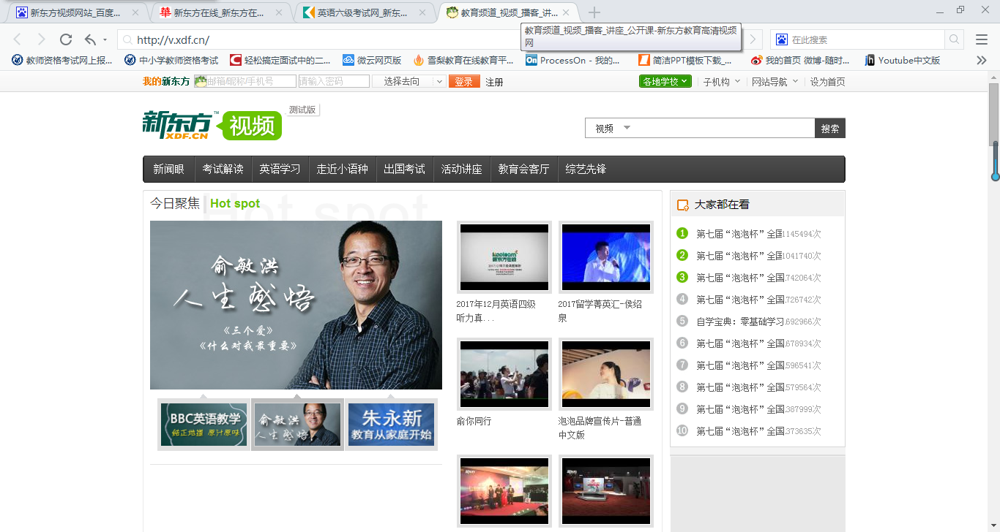 新东方视频网站_百度...
新东方在线_新东方在...
英语六级考试网_新东...
教育频道_视频_播客_讲...
http://v.xdf.cn/
教育频道_视频_播客_讲座_公开课-新东方教育高清视频
网
在此搜索
教师资格考试网上报...
中小学教师资格考试
轻松搞定面试中的二...
微云网页版
雪梨教育在线教育平...
ProcessOn - 我的...
简洁PPT模板下载_...
我的首页 微博-随时...
Youtube中文版
我的新东方
邮箱/昵称/手机号
请输入密码
选择去向
登录
注册
各地学校
子机构
网站导航
设为首页
新东方™
XDF.CN
视频
测试版
视频
搜索
新闻眼
考试解读
英语学习
走近小语种
出国考试
活动讲座
教育会客厅
综艺先锋
今日聚焦
Hot spot
Hot spot
俞敏洪
人生感悟
《三个爱》
《什么对我最重要》
BBC英语教学
纯正地道 原汁原味
俞敏洪
人生感悟
朱永新
教育从家庭开始
koolearn
新东方在线
2017年12月英语四级
听力真...
2017留学菁英汇-侯绍
泉
俞你同行
泡泡品牌宣传片-普通
中文版
大家都在看
1 第七届“泡泡杯”全国1145494次
2 第七届“泡泡杯”全国1041740次
3 第七届“泡泡杯”全国.742064次
4 第七届“泡泡杯”全国.726742次
5 自学宝典：零基础学习.692966次
6 第七届“泡泡杯”全国.678934次
7 第七届“泡泡杯”全国.596541次
8 第七届“泡泡杯”全国.579564次
9 第七届“泡泡杯”全国.387999次
10 第七届“泡泡杯”全国.373635次